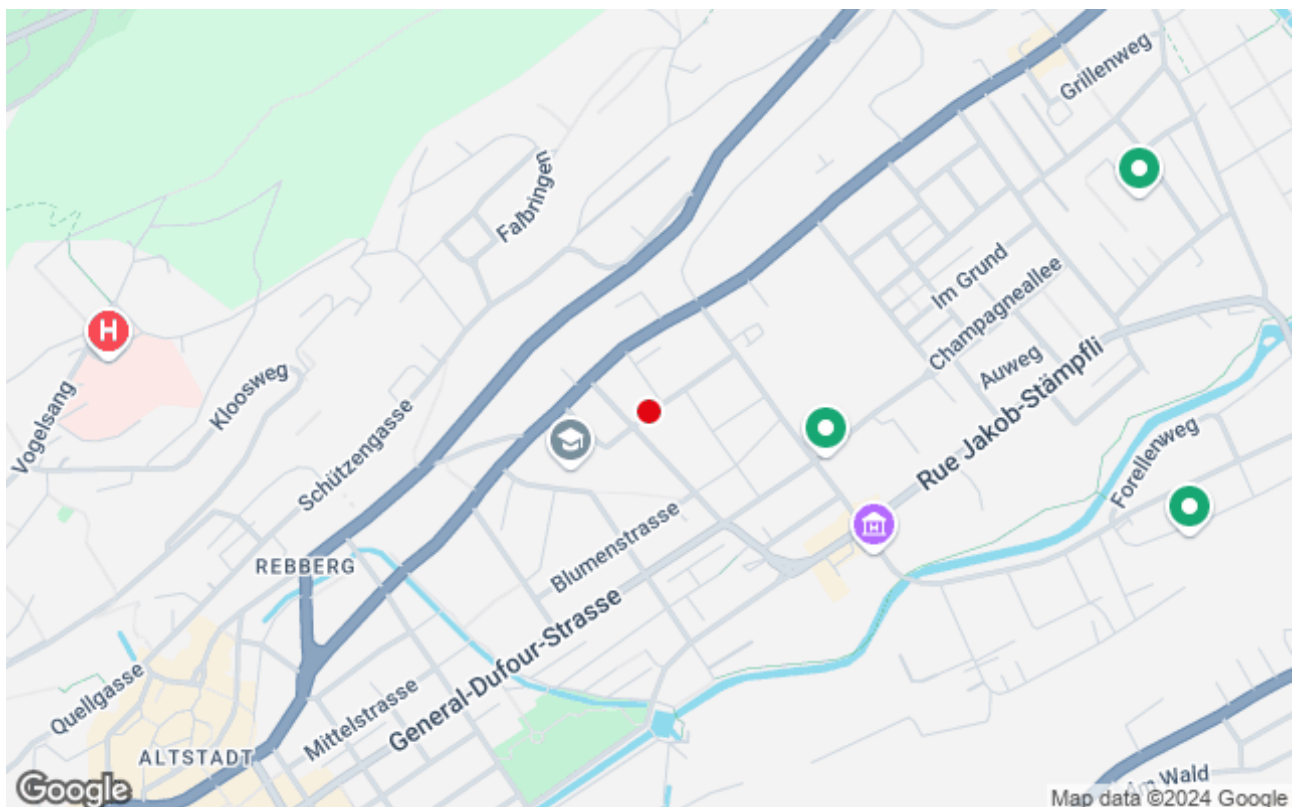 Grillenweg
Falbringen
Im Grund
Champagneallee
H
Auweg
Kloosweg
Vogelsang
Rue Jakob-Stämpfli
Schützengasse
Forellenweg
H
REBBERG
Blumenstrasse
General-Dufour-Strasse
Quellgasse
Mittelstrasse
ALTSTADT
Am Wald
Google
Map data ©2024 Google